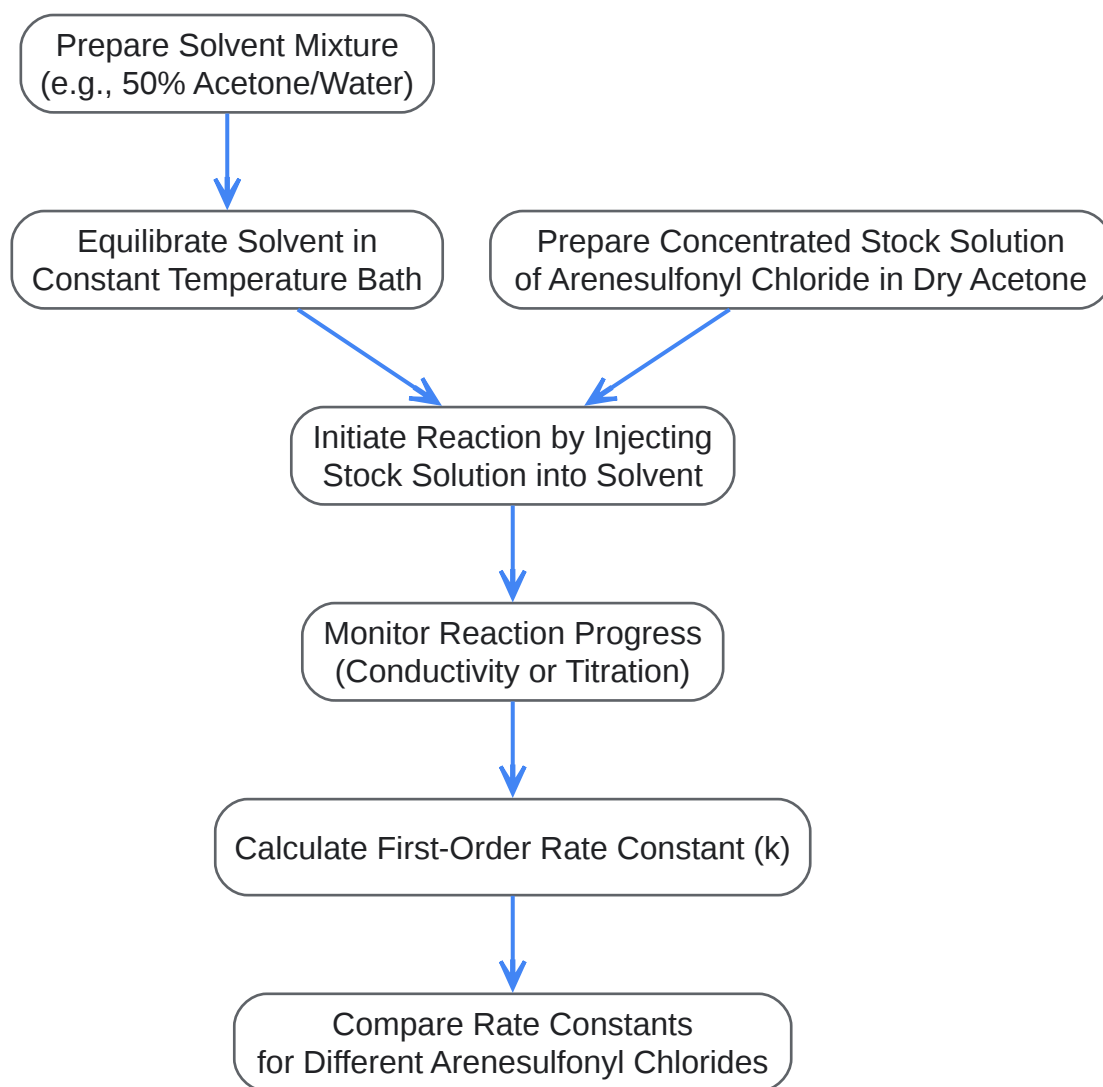 Prepare Solvent Mixture
(e.g., 50% Acetone/Water)
Equilibrate Solvent in
Constant Temperature Bath
Prepare Concentrated Stock Solution
of Arenesulfonyl Chloride in Dry Acetone
Initiate Reaction by Injecting
Stock Solution into Solvent
Monitor Reaction Progress
(Conductivity or Titration)
Calculate First-Order Rate Constant (k)
Compare Rate Constants
for Different Arenesulfonyl Chlorides